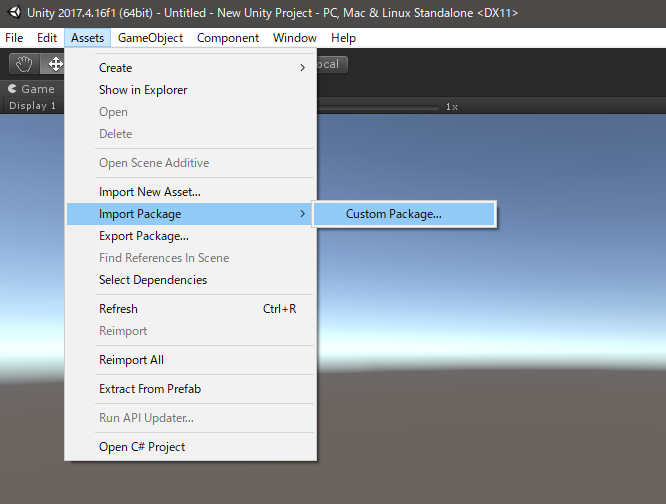 Unity 2017.4.16f1 (64bit) - Untitled - New Unity Project - PC, Mac & Linux Standalone <DX11>
File Edit Assets GameObject Component Window Help
ocal
Game
Display 1 1x
Create
Show in Explorer
Open
Delete
Open Scene Additive
Import New Asset...
Import Package Custom Package...
Export Package...
Find References In Scene
Select Dependencies
Refresh Ctrl+R
Reimport
Reimport All
Extract From Prefab
Run API Updater...
Open C# Project